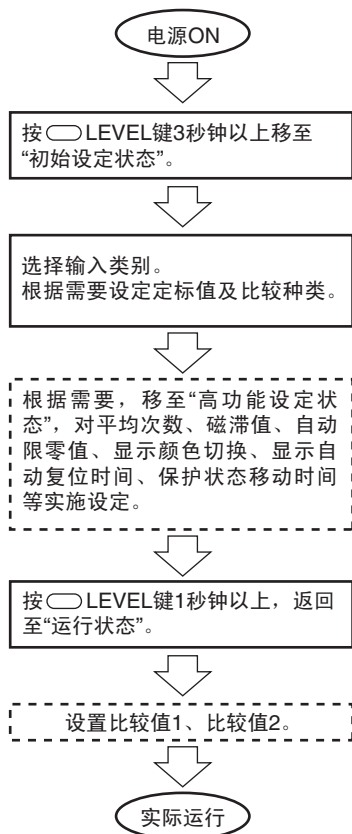 电源ON
按 LEVEL键3秒钟以上移至
“初始设定状态”。
选择输入类别。
根据需要设定定标值及比较种类。
根据需要，移至“高功能设定状
态”，对平均次数、磁滞值、自动
限零值、显示颜色切换、显示自
动复位时间、保护状态移动时间
等实施设定。
按 LEVEL键1秒钟以上，返回
至“运行状态”。
设置比较值1、比较值2。
实际运行